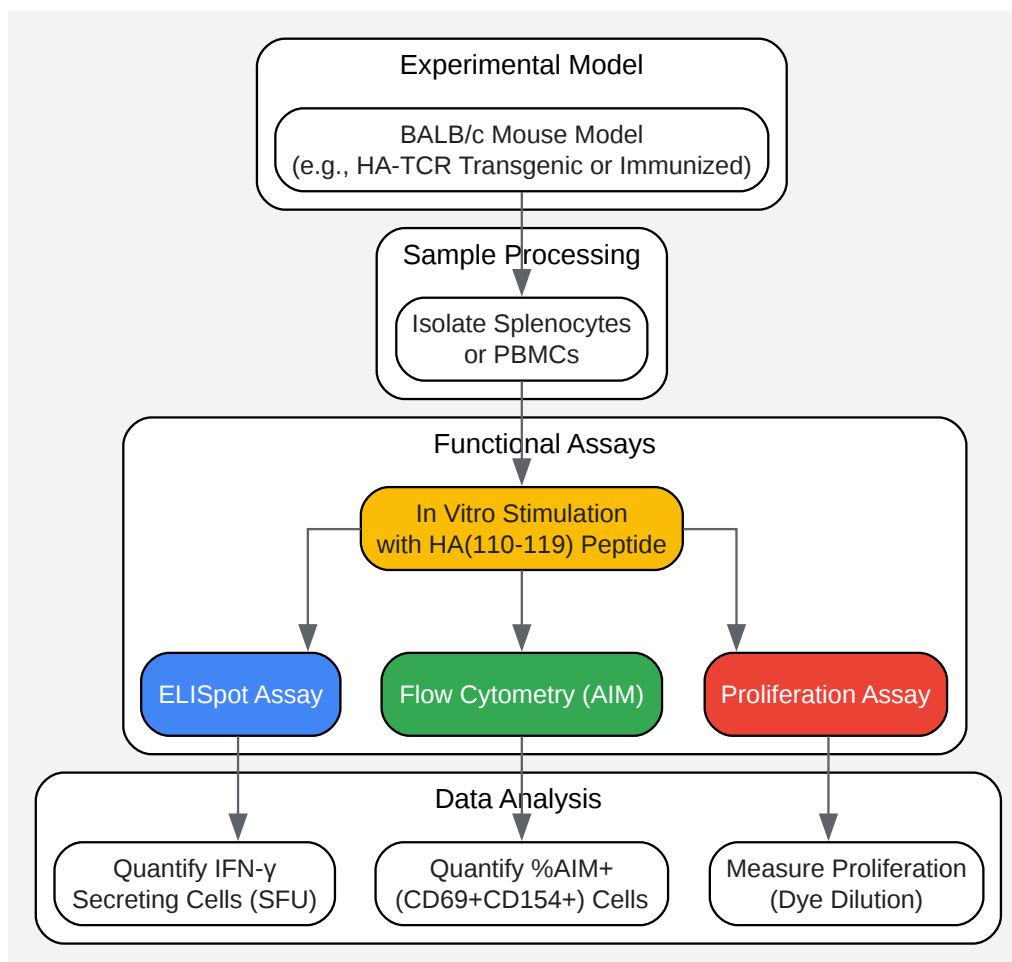 Experimental Model
BALB/c Mouse Model
(e.g., HA-TCR Transgenic or Immunized)
Sample Processing
Isolate Splenocytes
or PBMCs
Functional Assays
In Vitro Stimulation
with HA(110-119) Peptide
ELISpot Assay
Flow Cytometry (AIM)
Proliferation Assay
Data Analysis
Quantify IFN-γ
Secreting Cells (SFU)
Quantify %AIM+
(CD69+CD154+) Cells
Measure Proliferation
(Dye Dilution)